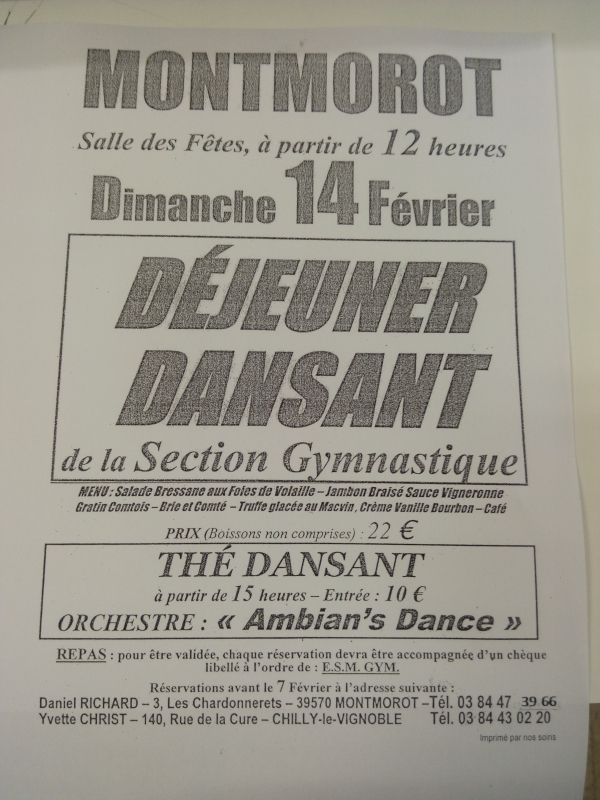 MONTMOROT
Salle des Fêtes, à partir de 12 heures
Dimanche 14 Février
DÉJEUNER
DANSANT
de la Section Gymnastique
MENU : Salade Bressane aux Foies de Volaille – Jambon Braisé Sauce Vigneronne
Gratin Comtois – Brie et Comté – Truffe glacée au Macvin, Crème Vanille Bourbon – Café
PRIX (Boissons non comprises) : 22 €
THÉ DANSANT
à partir de 15 heures – Entrée : 10 €
ORCHESTRE : « Ambian's Dance »
REPAS : pour être validée, chaque réservation devra être accompagnée d'un chèque
libellé à l'ordre de : E.S.M. GYM.
Réservations avant le 7 Février à l'adresse suivante :
Daniel RICHARD – 3, Les Chardonnerets – 39570 MONTMOROT –Tél. 03 84 47 39 66
Yvette CHRIST – 140, Rue de la Cure – CHILLY-le-VIGNOBLE Tél. 03 84 43 02 20
Imprimé par nos soins